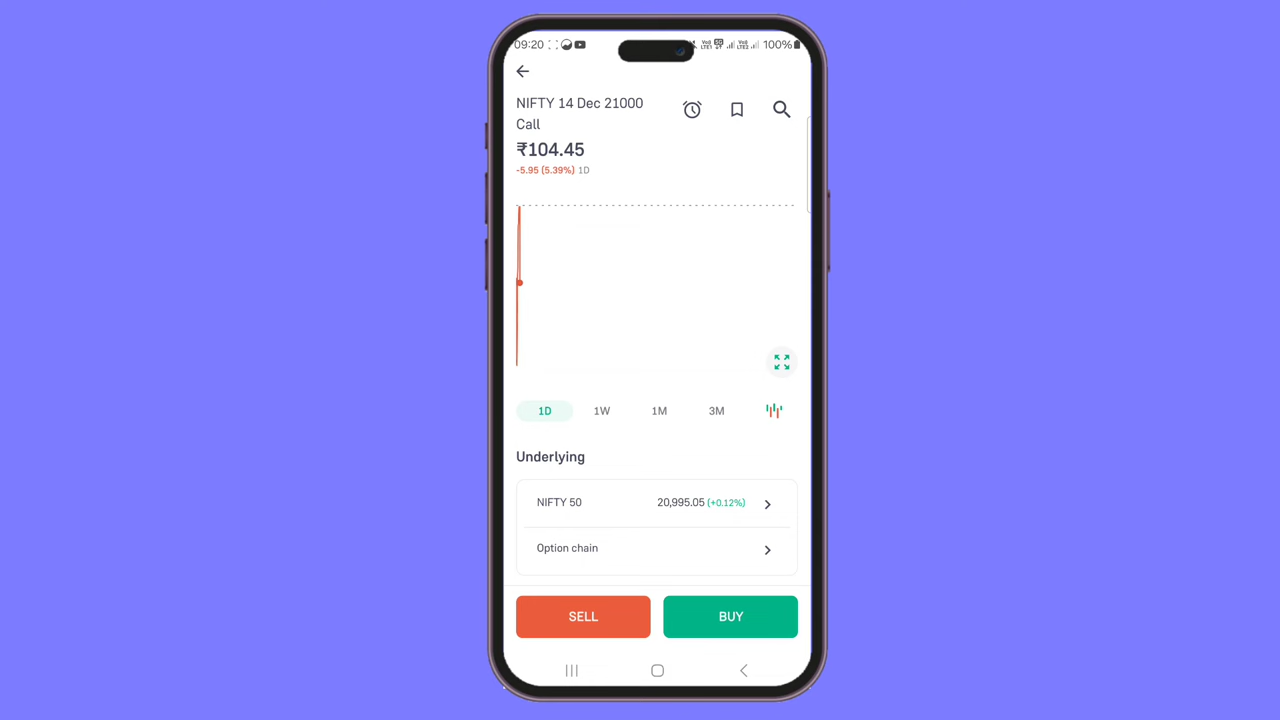 09:20 100%
NIFTY 14 Dec 21000
Call
₹104.45
-5.95 (5.39%) 1D
1D 1W 1M 3M
Underlying
NIFTY 50 20,995.05 (+0.12%)
Option chain
SELL BUY